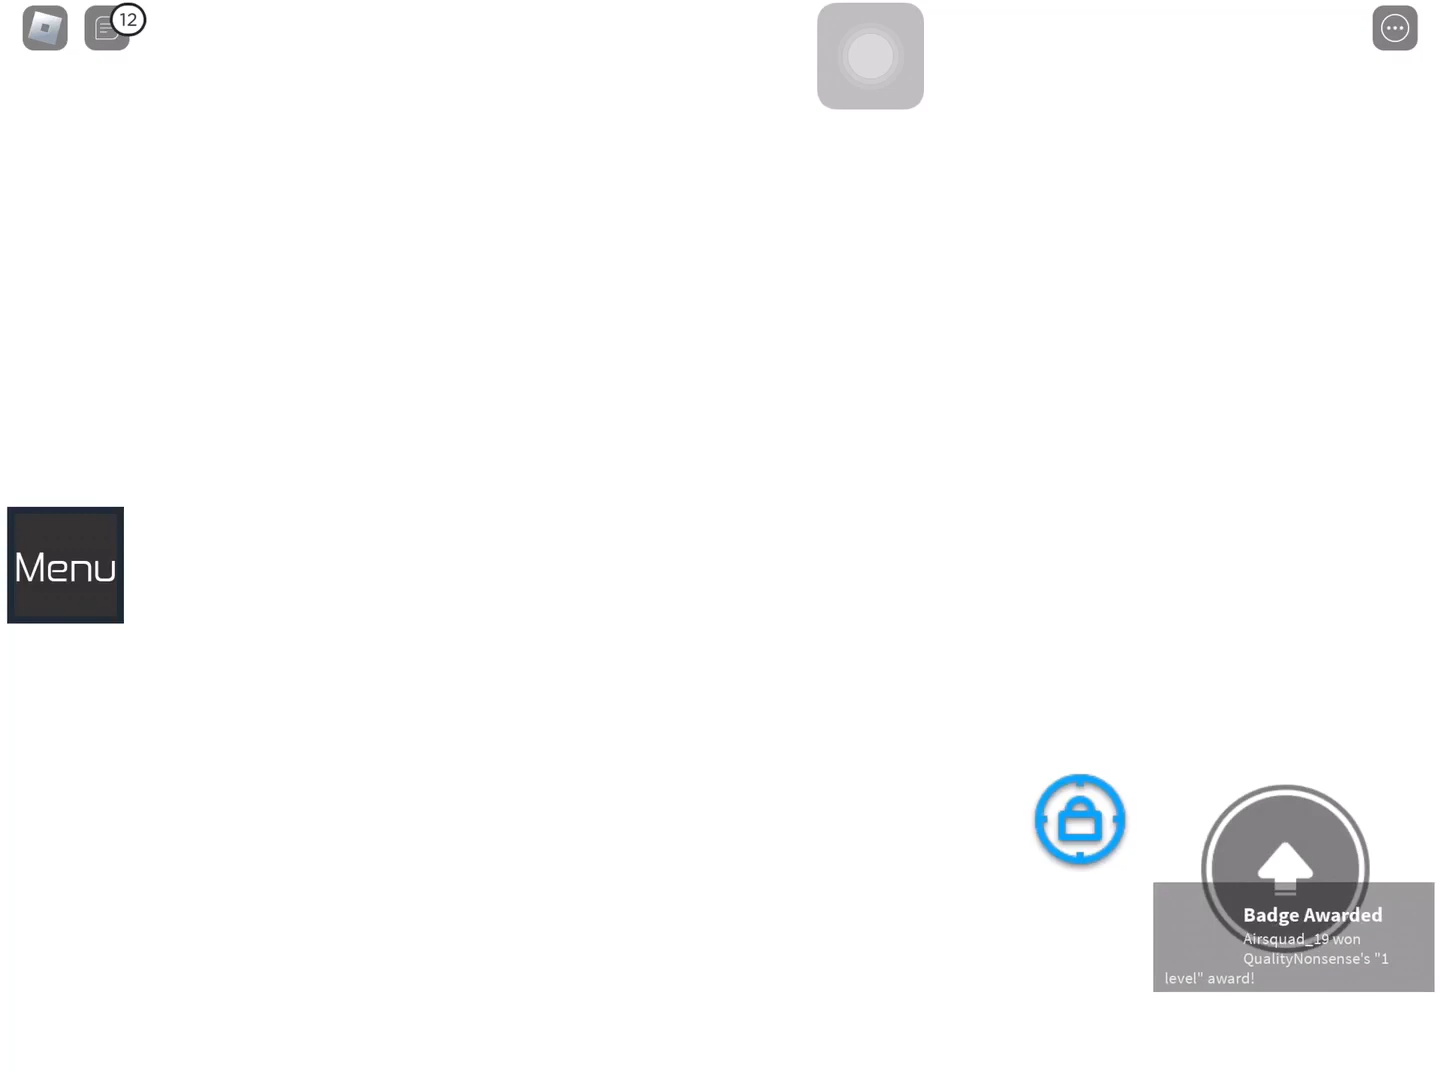 12
Menu
Badge Awarded
Airsquad_19 won
QualityNonsense's "1
level" award!